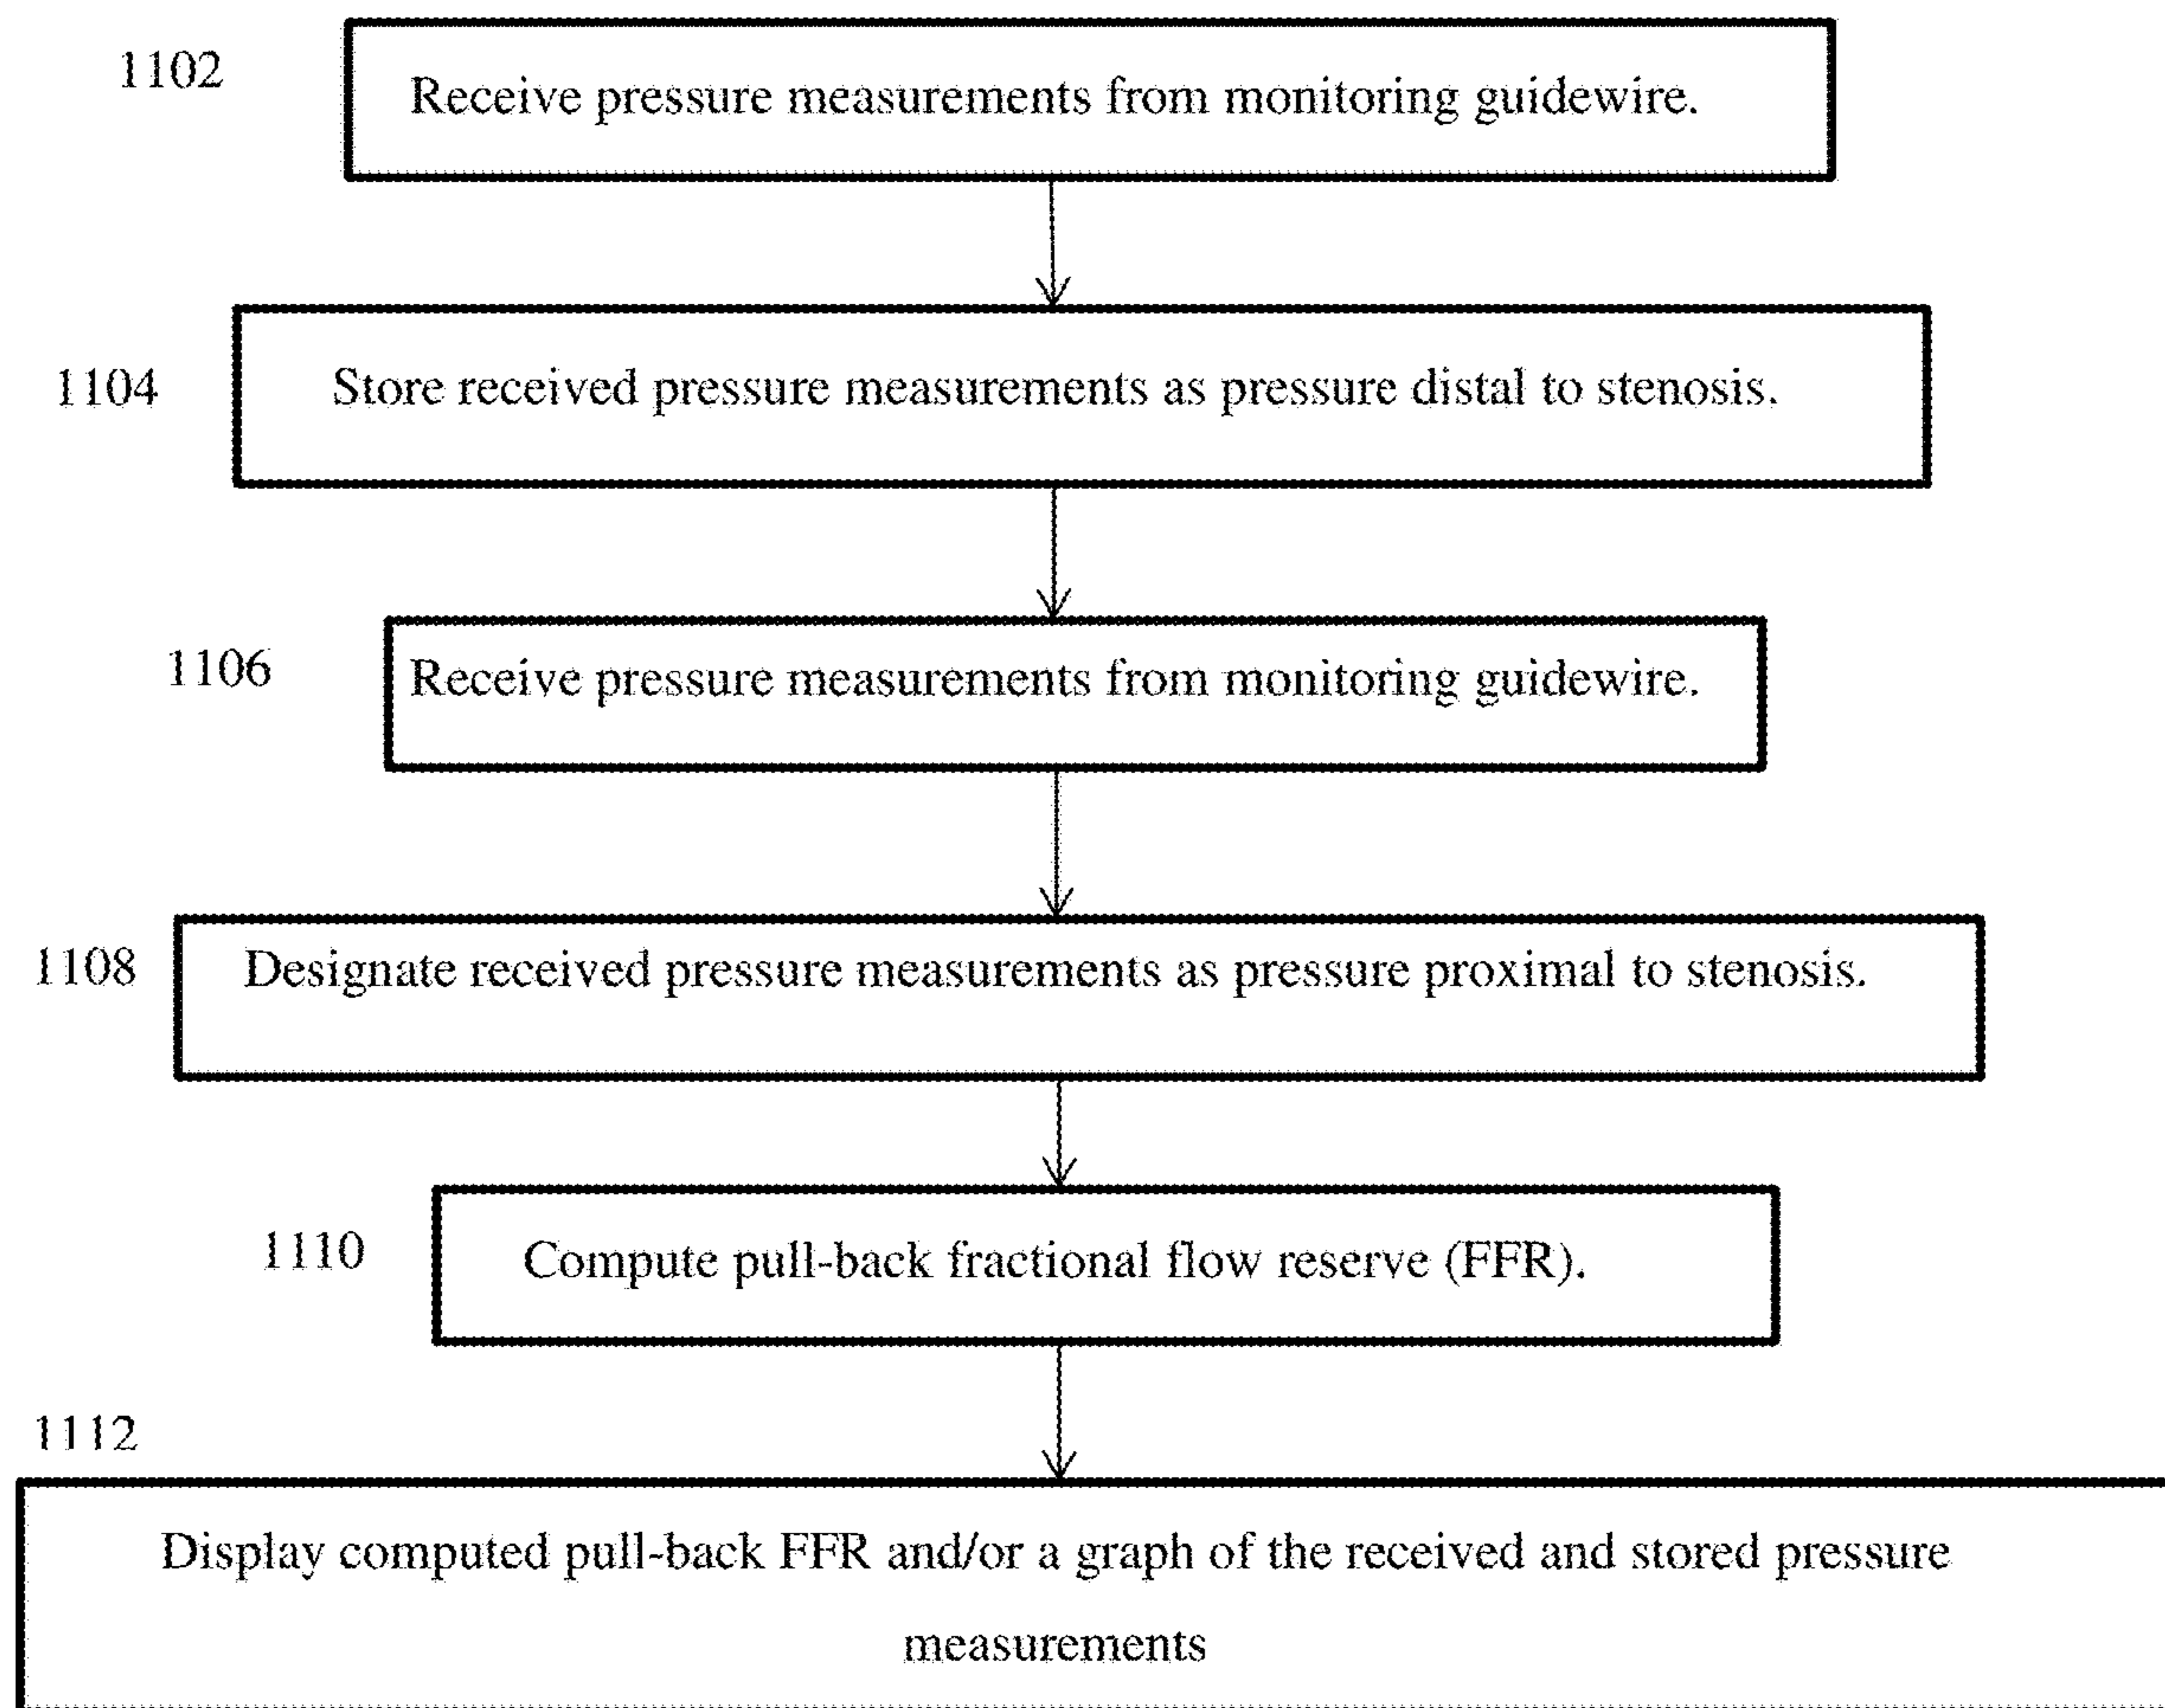 1102
Receive pressure measurements from monitoring guidewire.
1104
Store received pressure measurements as pressure distal to stenosis.
1106
Receive pressure measurements from monitoring guidewire.
1108
Designate received pressure measurements as pressure proximal to stenosis.
1110
Compute pull-back fractional flow reserve (FFR).
1112
Display computed pull-back FFR and/or a graph of the received and stored pressure
measurements